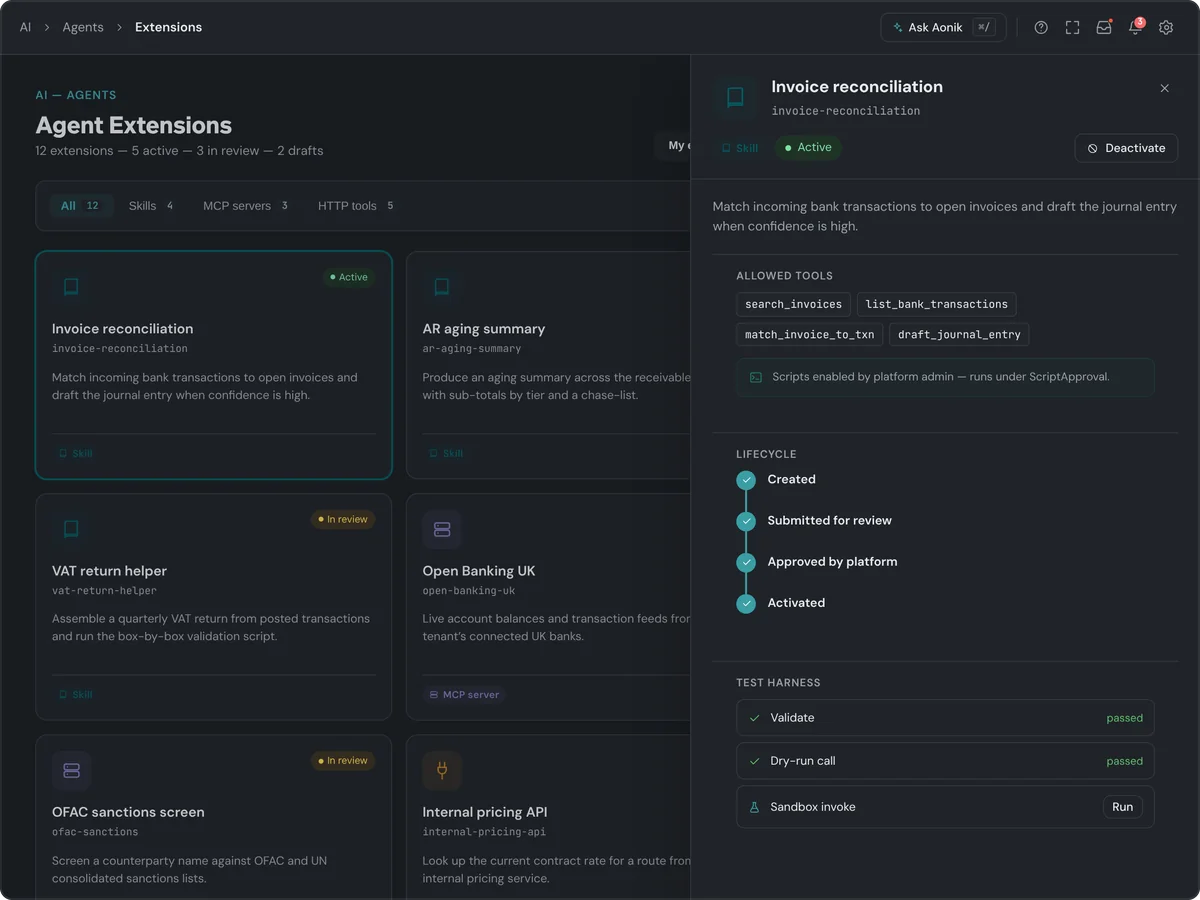 AI > Agents > Extensions
Ask Aonik ⌘/
3
AI — AGENTS
Agent Extensions
12 extensions — 5 active — 3 in review — 2 drafts
My
All 12 Skills 4 MCP servers 3 HTTP tools 5
Active
Invoice reconciliation
invoice-reconciliation
Match incoming bank transactions to open invoices and
draft the journal entry when confidence is high.
Skill
AR aging summary
ar-aging-summary
Produce an aging summary across the receivable
with sub-totals by tier and a chase-list.
Skill
In review
VAT return helper
vat-return-helper
Assemble a quarterly VAT return from posted transactions
and run the box-by-box validation script.
Skill
Open Banking UK
open-banking-uk
Live account balances and transaction feeds from
tenant's connected UK banks.
MCP server
In review
OFAC sanctions screen
ofac-sanctions
Screen a counterparty name against OFAC and UN
consolidated sanctions lists.
Internal pricing API
internal-pricing-api
Look up the current contract rate for a route from
internal pricing service.
Invoice reconciliation
invoice-reconciliation
Skill Active
Deactivate
Match incoming bank transactions to open invoices and draft the journal entry
when confidence is high.
ALLOWED TOOLS
search_invoices list_bank_transactions
match_invoice_to_txn draft_journal_entry
Scripts enabled by platform admin — runs under ScriptApproval.
LIFECYCLE
Created
Submitted for review
Approved by platform
Activated
TEST HARNESS
Validate passed
Dry-run call passed
Sandbox invoke Run